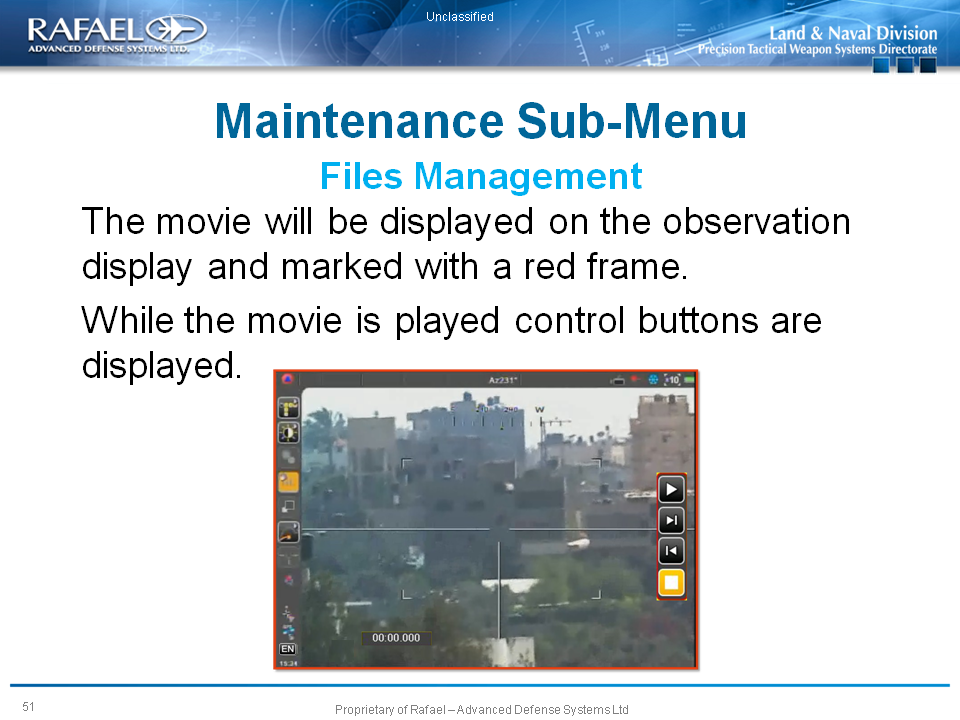 Unclassified
RAFAEL
ADVANCED DEFENSE SYSTEMS LTD.
Land & Naval Division
Precision Tactical Weapon Systems Directorate
Maintenance Sub-Menu
Files Management
The movie will be displayed on the observation
display and marked with a red frame.
While the movie is played control buttons are
displayed.
Az231°
10
240 W
00:00.000
EN
15:31
51
Proprietary of Rafael – Advanced Defense Systems Ltd